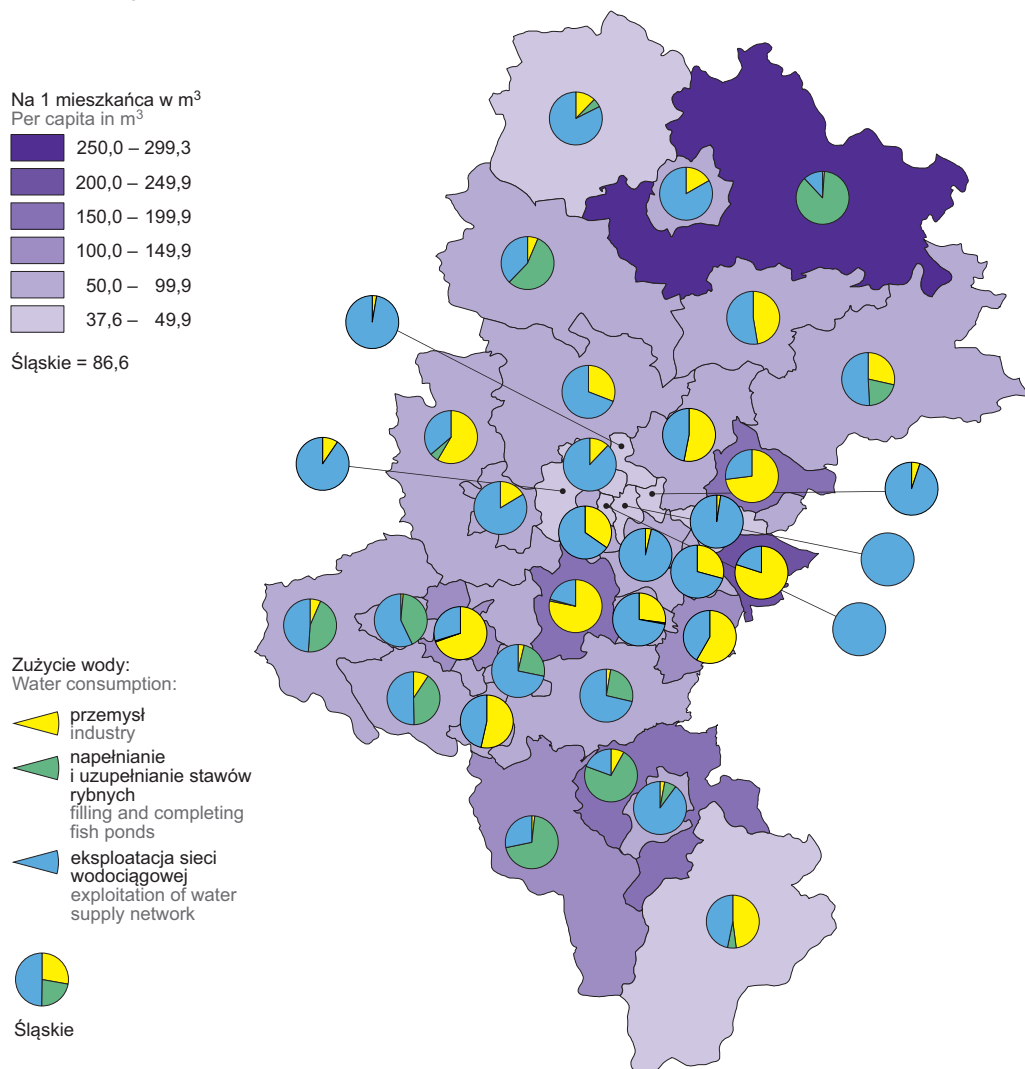 Na 1 mieszkańca w m³
Per capita in m³
250,0 – 299,3
200,0 – 249,9
150,0 – 199,9
100,0 – 149,9
50,0 – 99,9
37,6 – 49,9
Śląskie = 86,6
Zużycie wody:
Water consumption:
przemysł
industry
napełnianie
i uzupełnianie stawów
rybnych
filling and completing
fish ponds
eksploatacja sieci
wodociągowej
exploitation of water
supply network
Śląskie